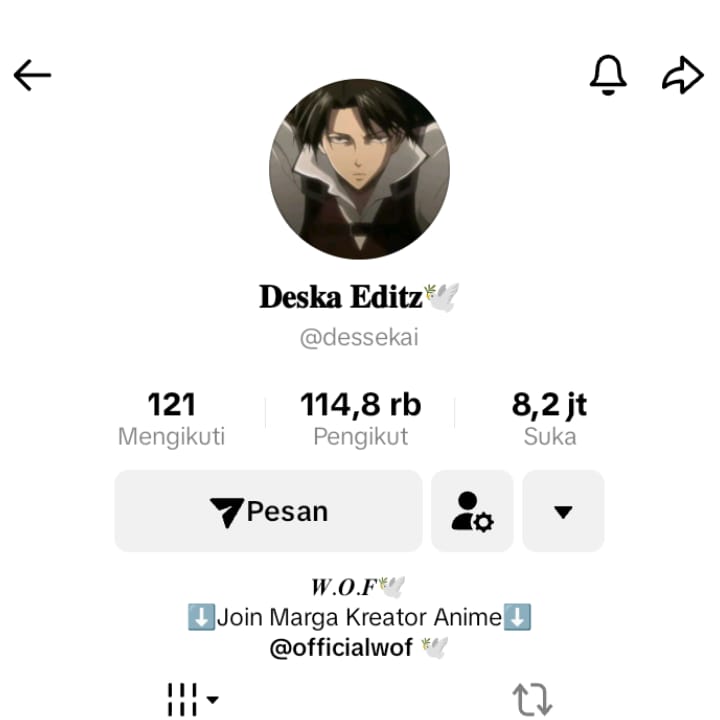 Deska Editz🕊️
@dessekai
121 114,8 rb 8,2 jt
Mengikuti Pengikut Suka
Pesan
W.O.F🕊️
⬇️Join Marga Kreator Anime⬇️
@officialwof 🕊️